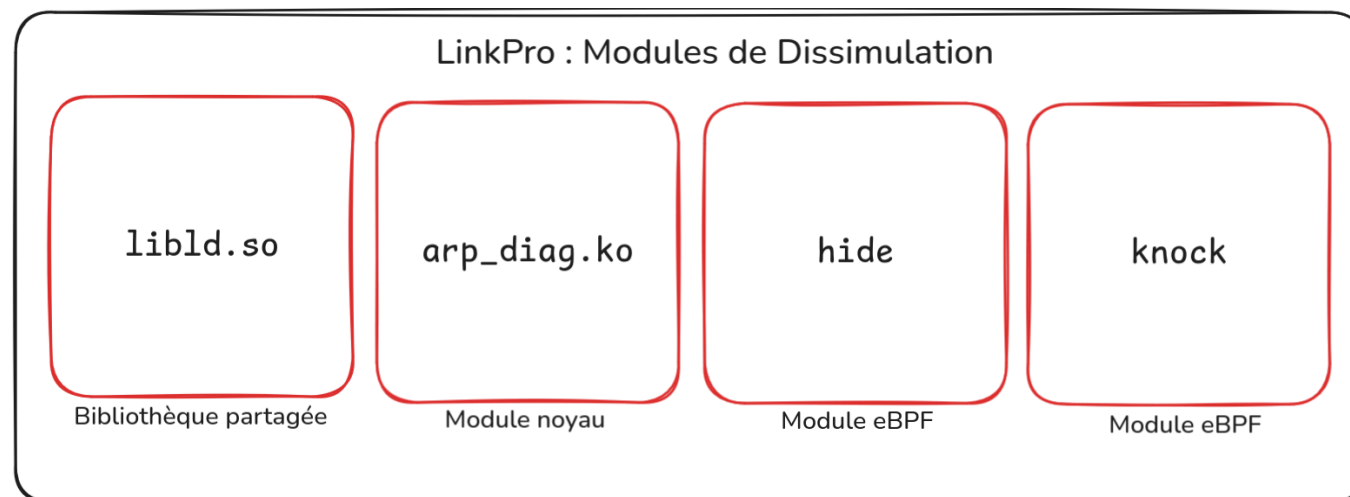 LinkPro : Modules de Dissimulation
libld.so
arp_diag.ko
hide
knock
Bibliothèque partagée
Module noyau
Module eBPF
Module eBPF